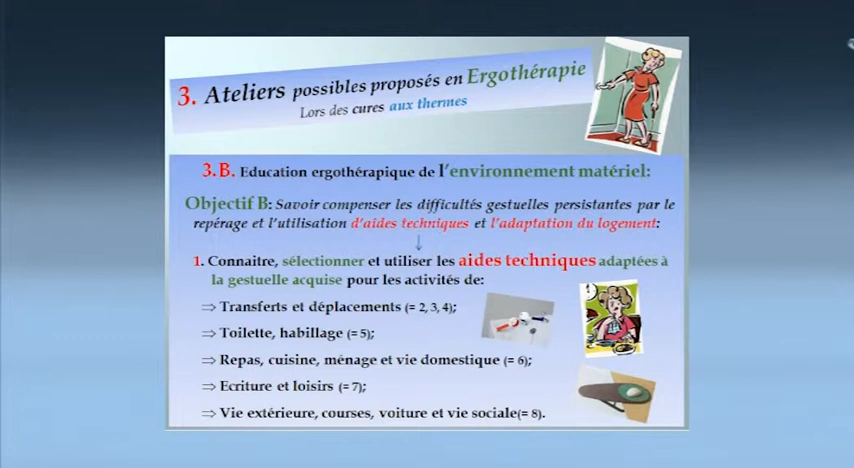 3. Ateliers possibles proposés en Ergothérapie
Lors des cures aux thermes
3.B. Education ergothérapique de l'environnement matériel:
Objectif B: Savoir compenser les difficultés gestuelles persistantes par le
repérage et l'utilisation d'aides techniques et l'adaptation du logement:
↓
1. Connaitre, sélectionner et utiliser les aides techniques adaptées à
la gestuelle acquise pour les activités de:
⇒ Transferts et déplacements (= 2, 3, 4);
⇒ Toilette, habillage (= 5);
⇒ Repas, cuisine, ménage et vie domestique (= 6);
⇒ Ecriture et loisirs (= 7);
⇒ Vie extérieure, courses, voiture et vie sociale(= 8).